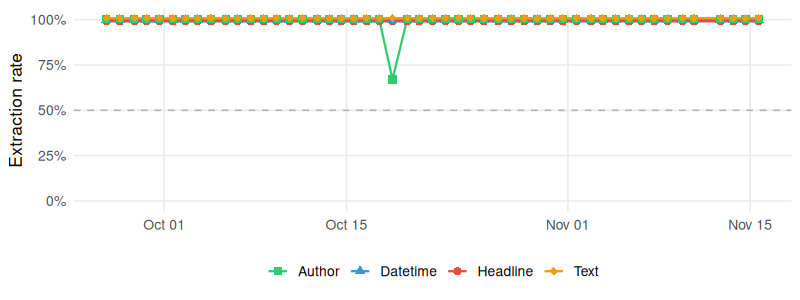 Extraction rate
100%
75%
50%
25%
0%
Oct 01
Oct 15
Nov 01
Nov 15
Author
Datetime
Headline
Text